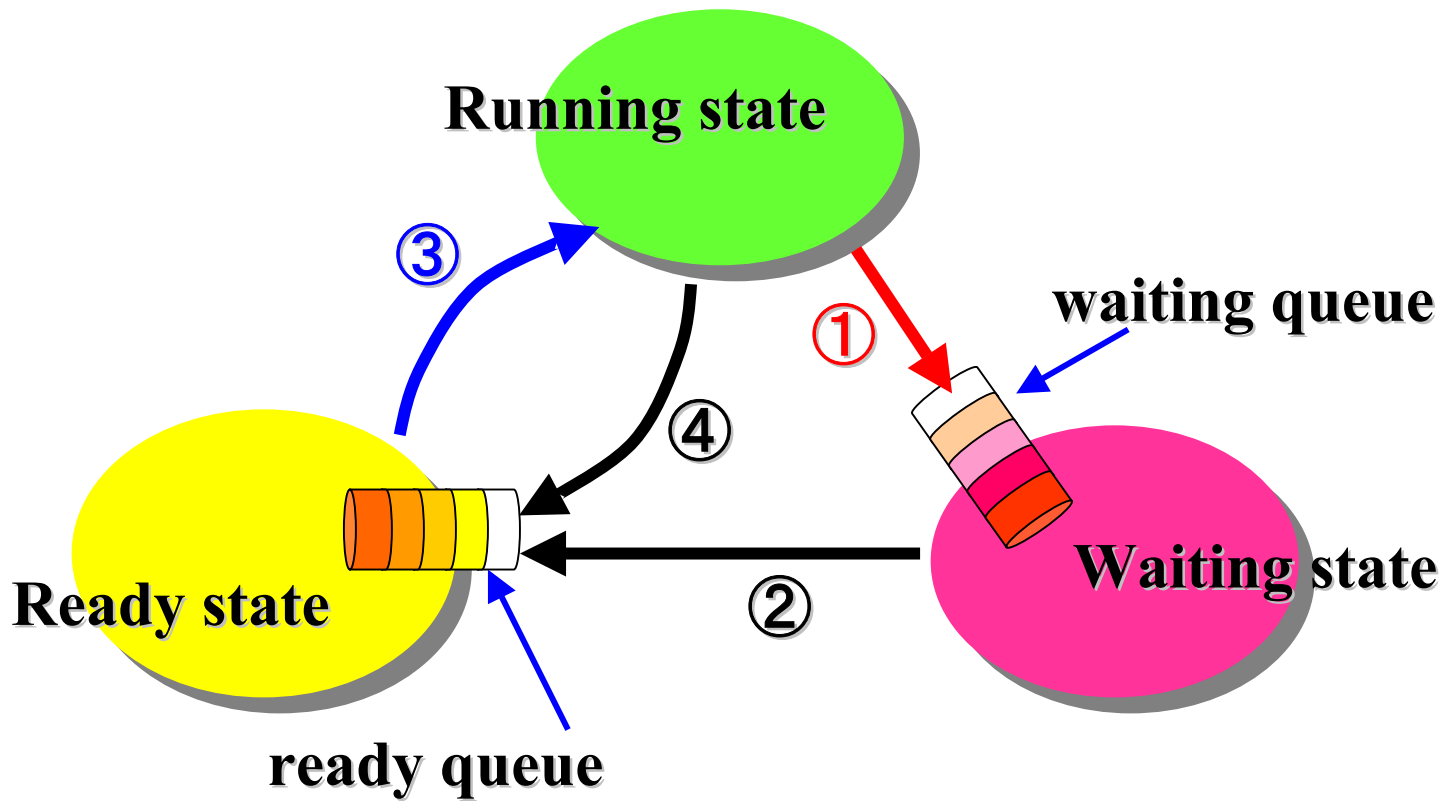 Running state
③
①
waiting queue
④
Waiting state
Ready state
②
ready queue